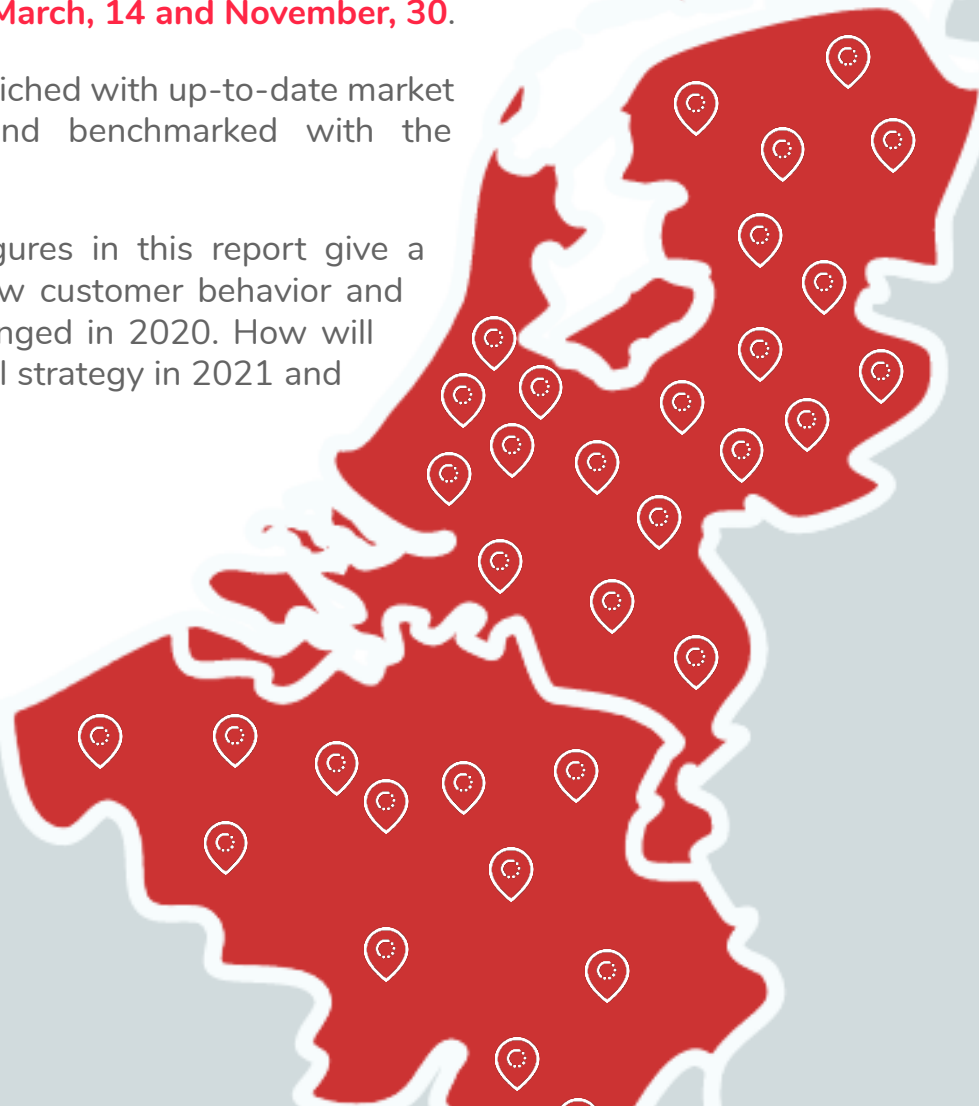 March, 14 and November, 30.
iched with up-to-date market
nd benchmarked with the
gures in this report give a
w customer behavior and
nged in 2020. How will
l strategy in 2021 and